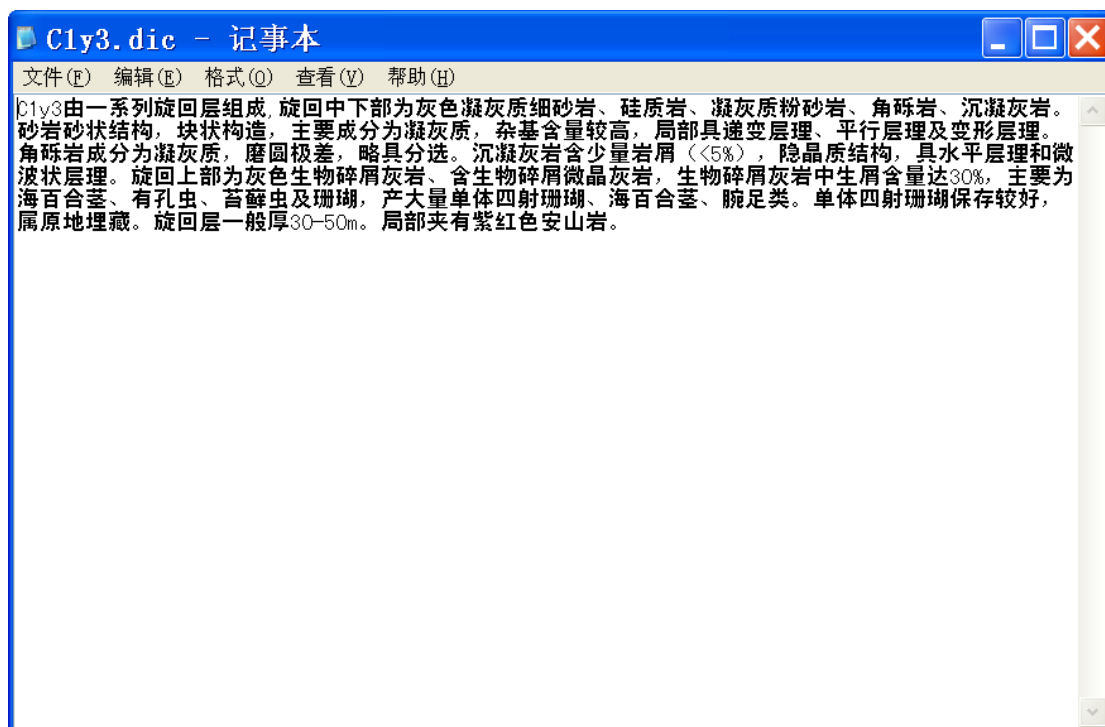 C1y3.dic - 记事本
文件(F) 编辑(E) 格式(O) 查看(V) 帮助(H)
C1y3由一系列旋回层组成,旋回中下部为灰色凝灰质细砂岩、硅质岩、凝灰质粉砂岩、角砾岩、沉凝灰岩。
砂岩砂状结构，块状构造，主要成分为凝灰质，杂基含量较高，局部具递变层理、平行层理及变形层理。
角砾岩成分为凝灰质，磨圆极差，略具分选。沉凝灰岩含少量岩屑（<5%），隐晶质结构，具水平层理和微
波状层理。旋回上部为灰色生物碎屑灰岩、含生物碎屑微晶灰岩，生物碎屑灰岩中生屑含量达30%，主要为
海百合茎、有孔虫、苔藓虫及珊瑚，产大量单体四射珊瑚、海百合茎、腕足类。单体四射珊瑚保存较好，
属原地埋藏。旋回层一般厚30-50m。局部夹有紫红色安山岩。